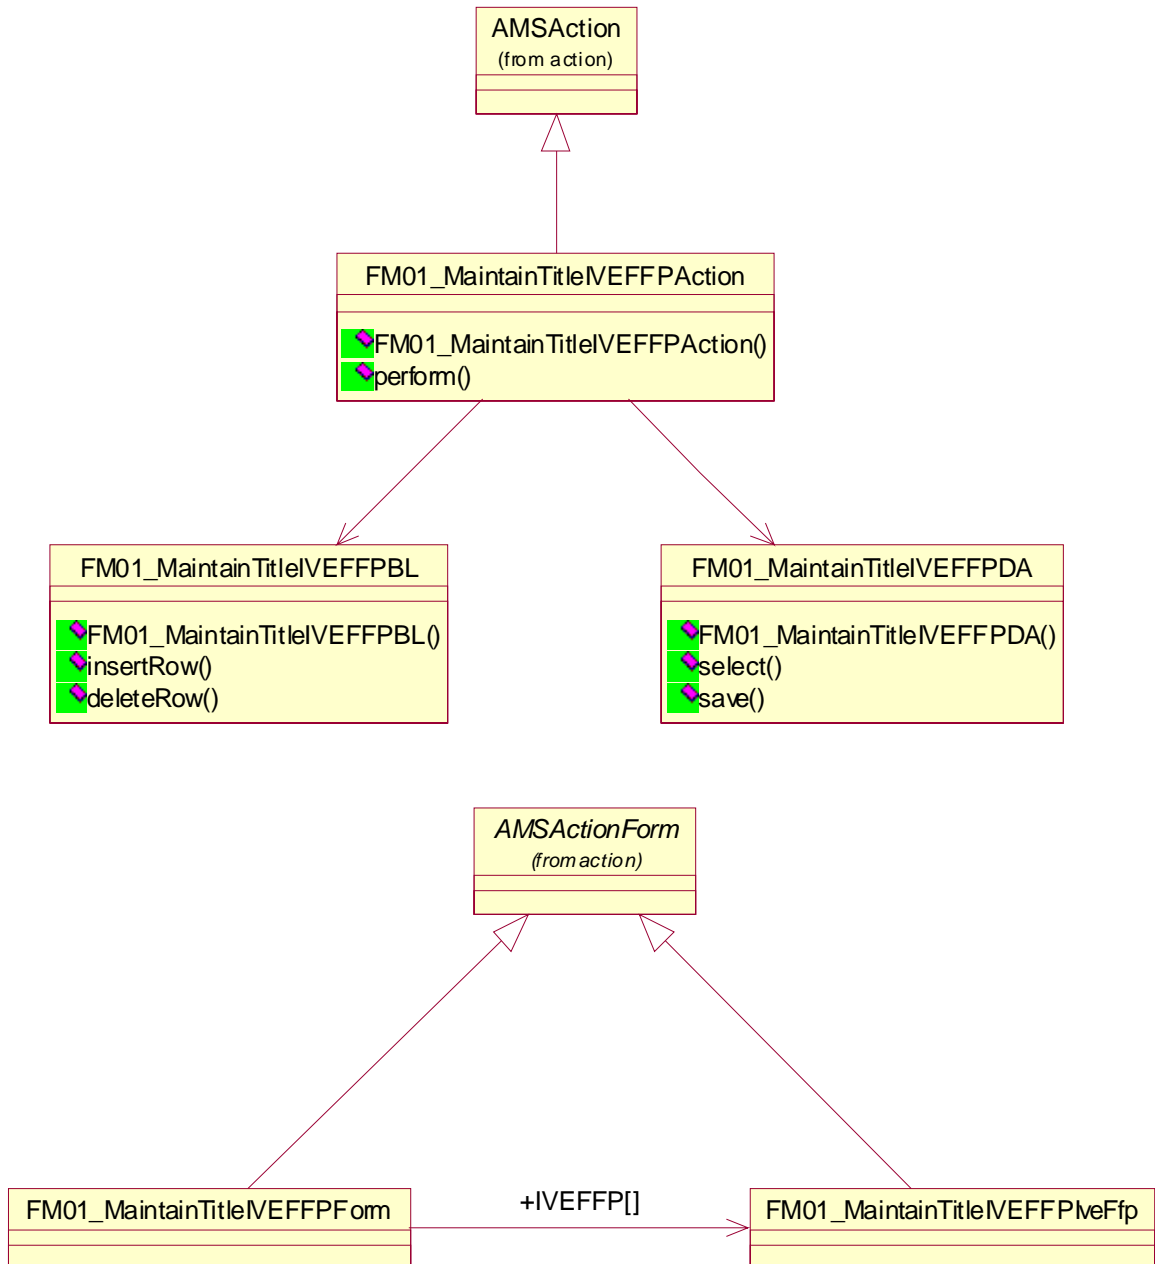 AMSAction
(from action)
FM01_MaintainTitleIVEFFPAction
FM01_MaintainTitleIVEFFPAction()
perform()
FM01_MaintainTitleIVEFFPBL
FM01_MaintainTitleIVEFFPDA
FM01_MaintainTitleIVEFFPBL()
insertRow()
deleteRow()
FM01_MaintainTitleIVEFFPDA()
select()
save()
AMSActionForm
(from action)
FM01_MaintainTitleIVEFFPForm
+IVEFFP[]
FM01_MaintainTitleIVEFFPIveFfp